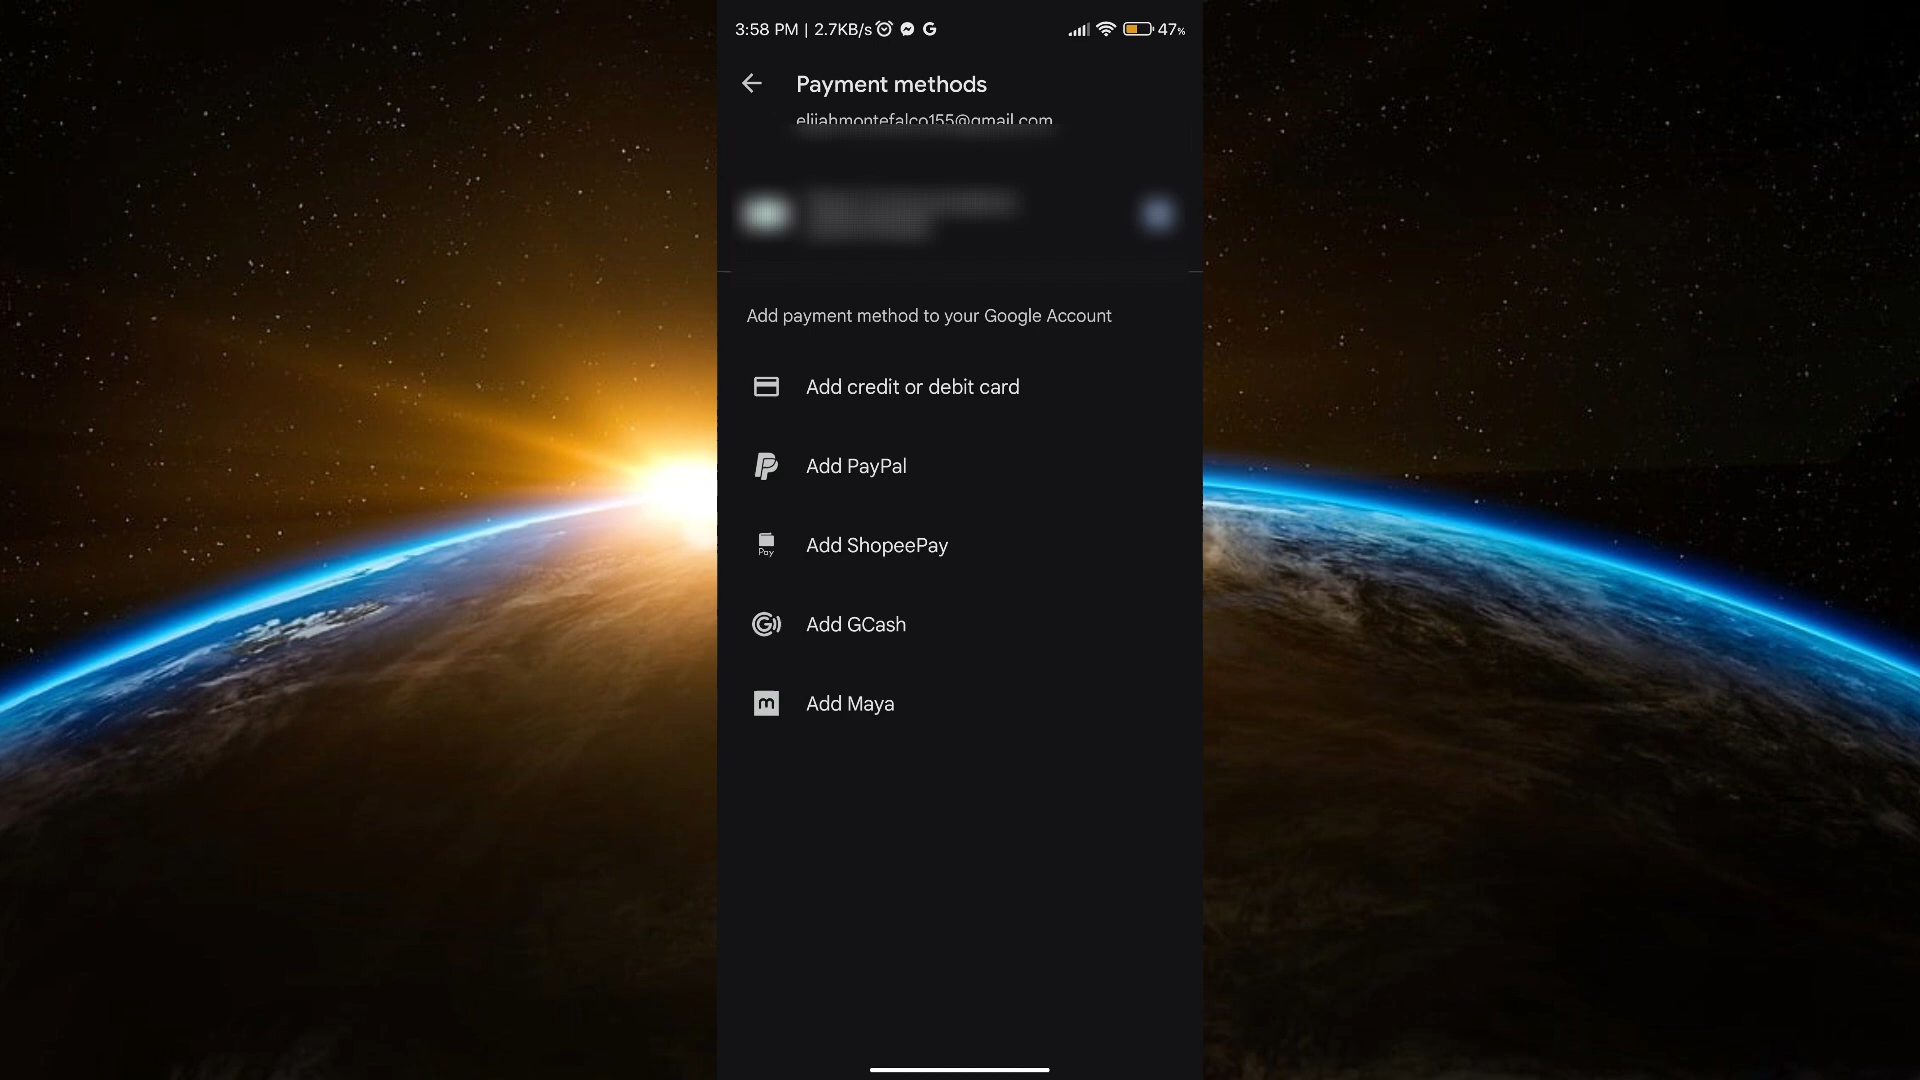 3:58 PM | 2.7KB/s
47%
Payment methods
elijahmontefalco155@gmail.com
Add payment method to your Google Account
Add credit or debit card
Add PayPal
Pay
Add ShopeePay
Add GCash
m
Add Maya